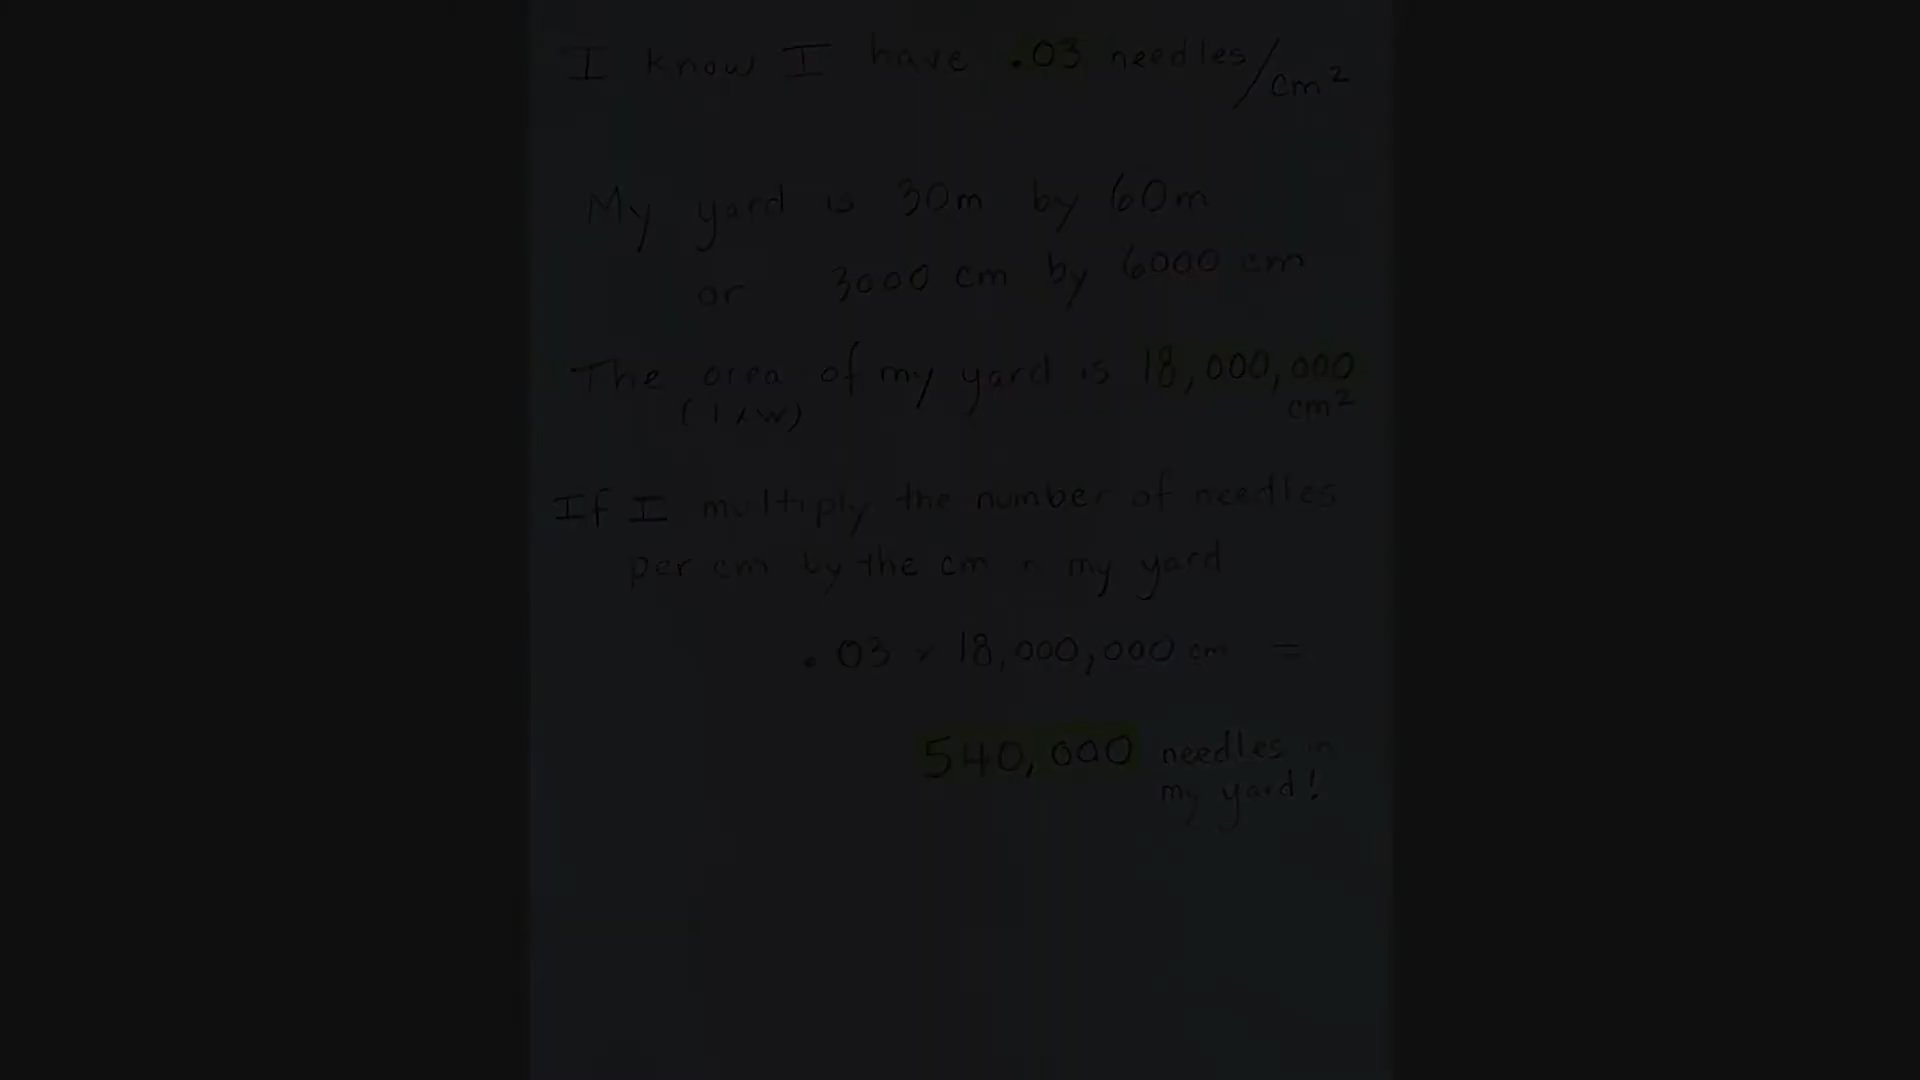 I know I have .03 needles/cm²
My yard is 30m by 60m
or 3000 cm by 6000 cm
The area of my yard is 18,000,000
(l x w) cm²
If I multiply the number of needles
per cm by the cm in my yard
.03 x 18,000,000 cm =
540,000 needles in
my yard!